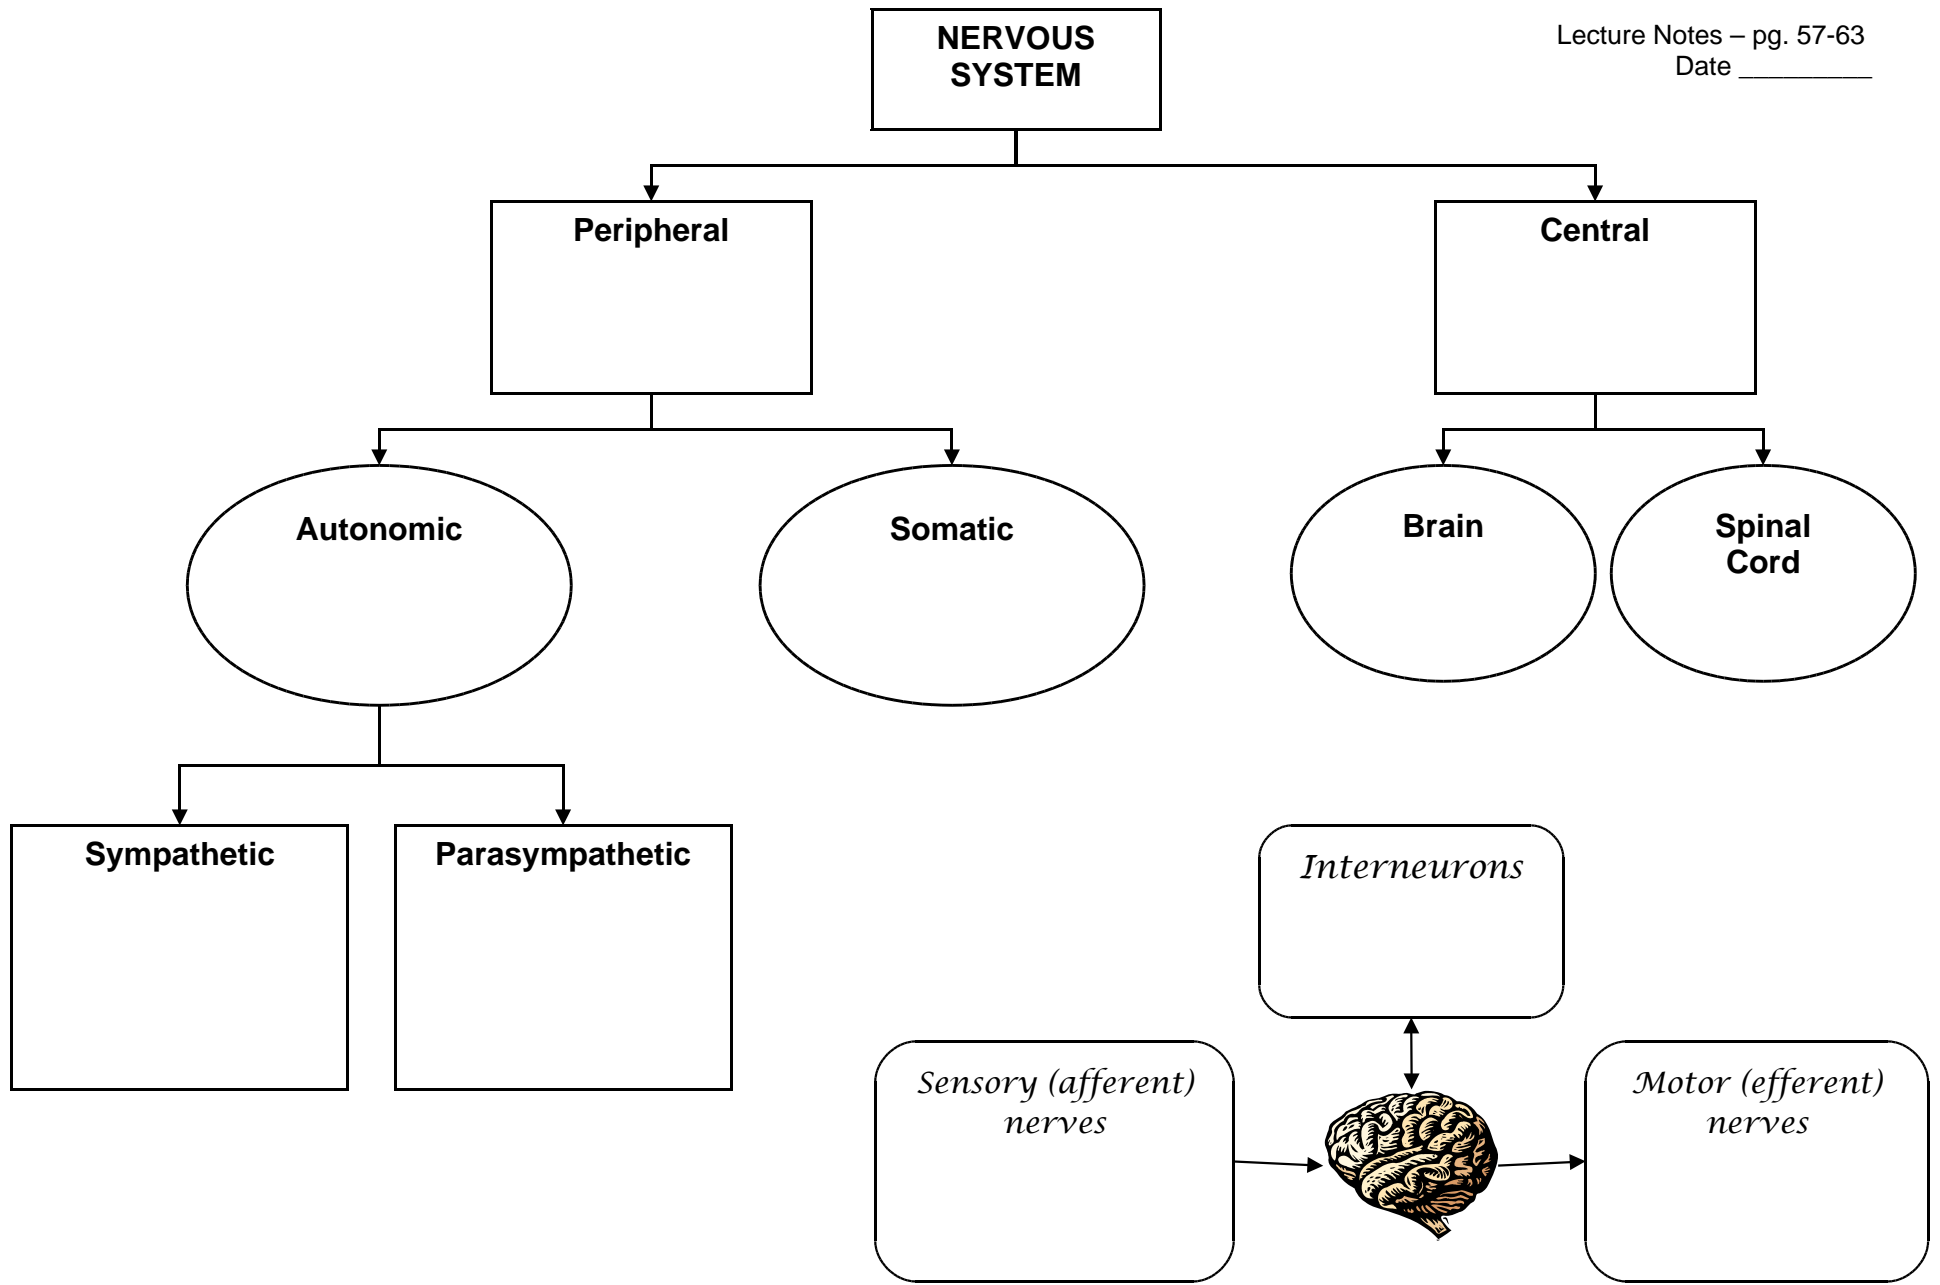 NERVOUS
SYSTEM
Lecture Notes – pg. 57-63
Date _________
Peripheral
Central
Autonomic
Somatic
Brain
Spinal
Cord
Sympathetic
Parasympathetic
Interneurons
Sensory (afferent)
nerves
Motor (efferent)
nerves